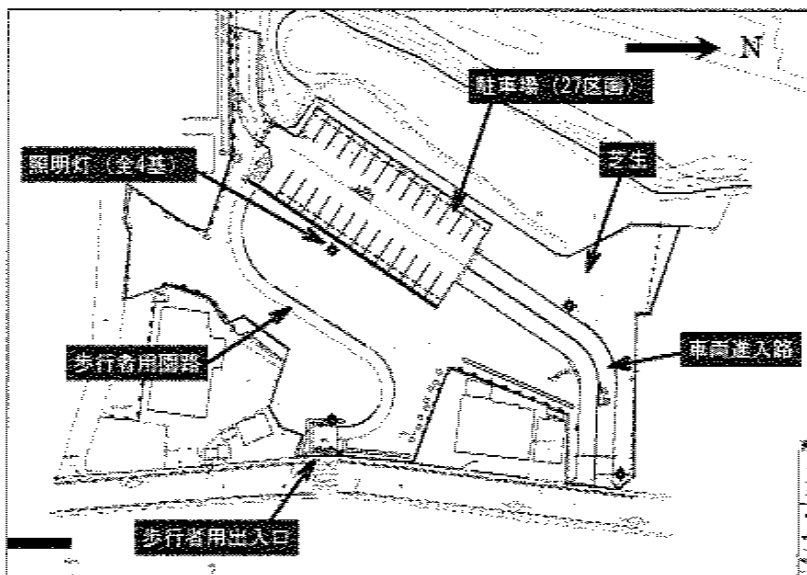 N
駐車場（27区画）
照明灯（全4基）
芝生
歩行者用園路
車両進入路
歩行者用出入口